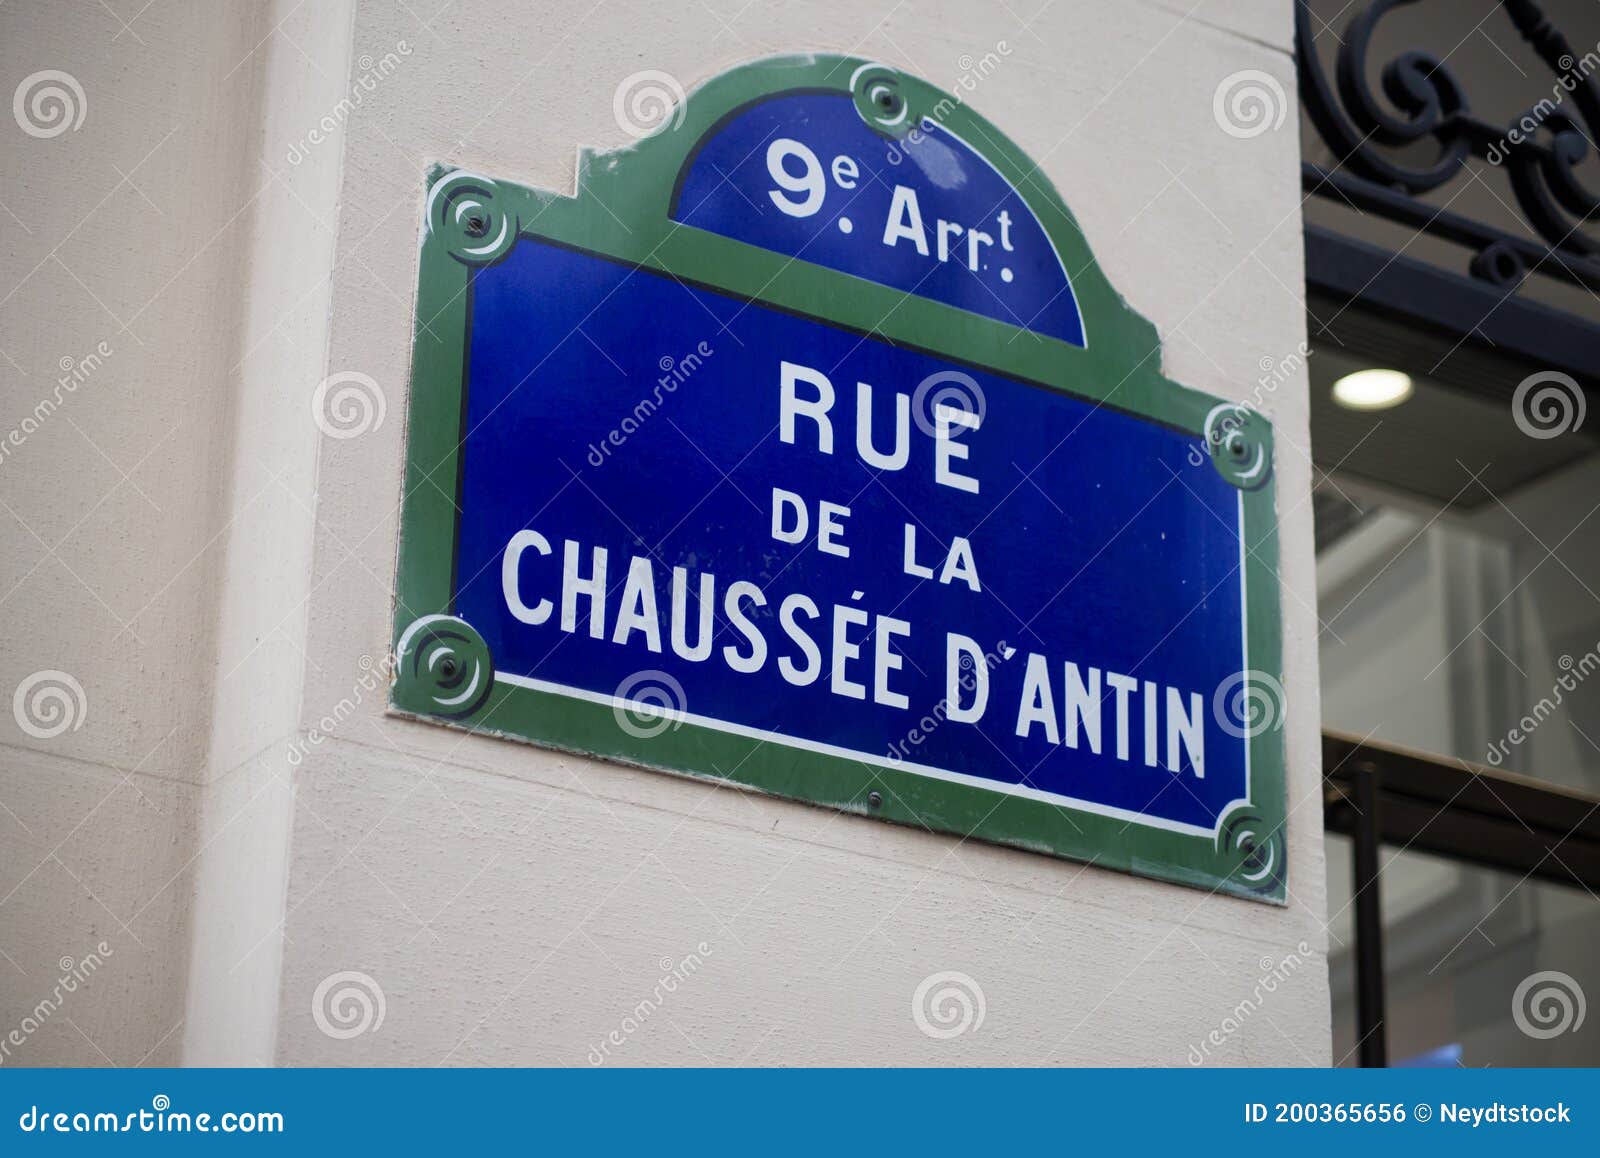 9e. Arrt.
RUE
DE LA
CHAUSSÉE D'ANTIN
dreamstime.com
ID 200365656 © Neydtstock